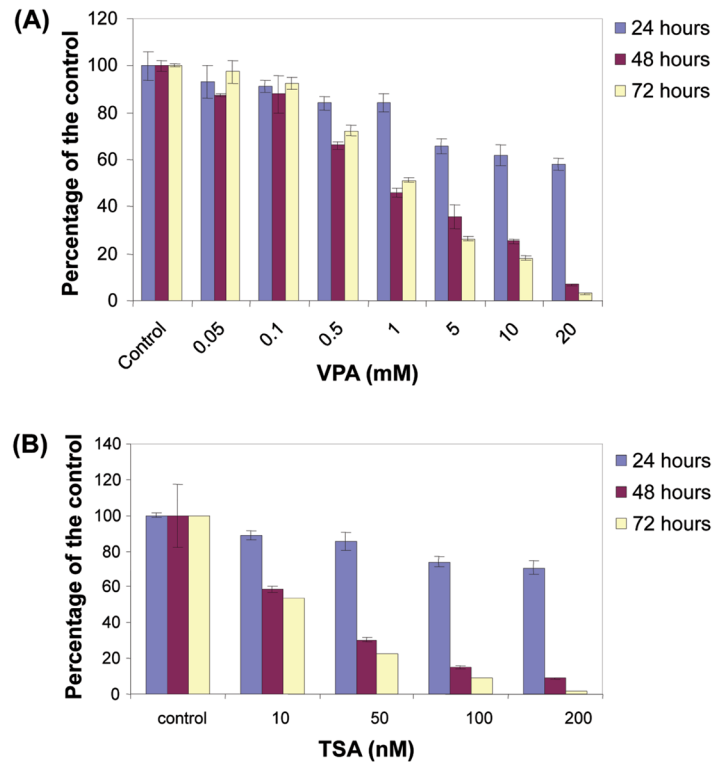 (A)
Percentage of the control
120
100
80
60
40
20
0
Control 0.05 0.1 0.5 1 5 10 20
VPA (mM)
24 hours
48 hours
72 hours
(B)
Percentage of the control
140
120
100
80
60
40
20
0
control 10 50 100 200
TSA (nM)
24 hours
48 hours
72 hours